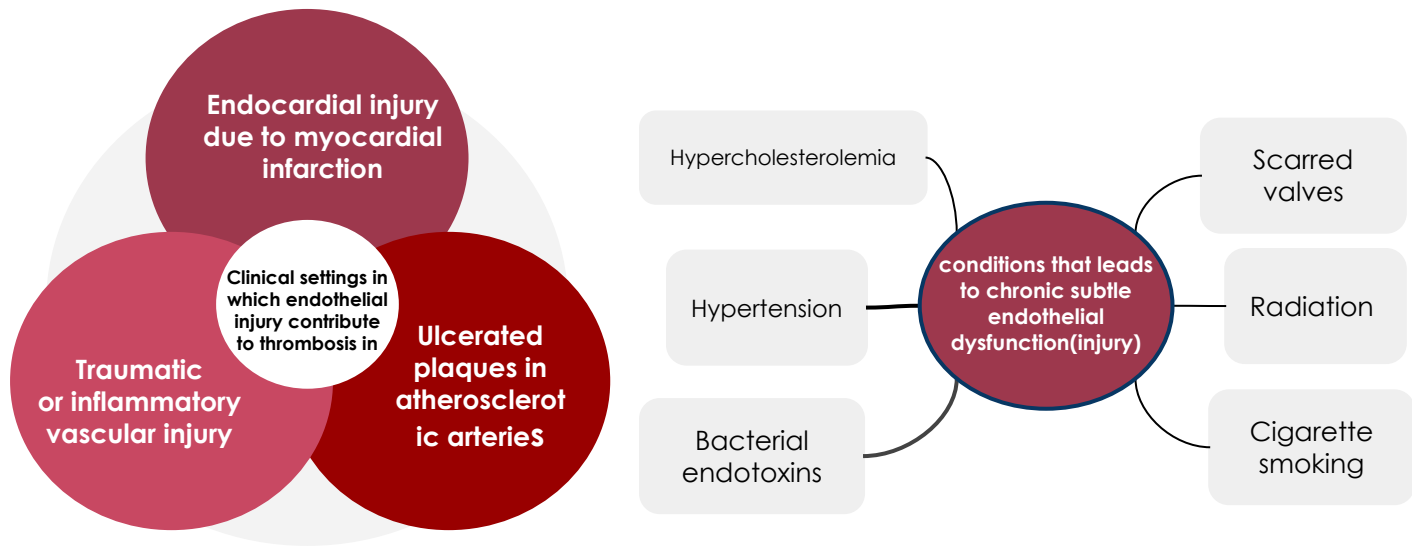 Endocardial injury
due to myocardial
infarction
Clinical settings in
which endothelial
injury contribute
to thrombosis in
Traumatic
or inflammatory
vascular injury
Ulcerated
plaques in
atherosclerot
ic arteries
Hypercholesterolemia
Hypertension
Bacterial
endotoxins
conditions that leads
to chronic subtle
endothelial
dysfunction(injury)
Scarred
valves
Radiation
Cigarette
smoking